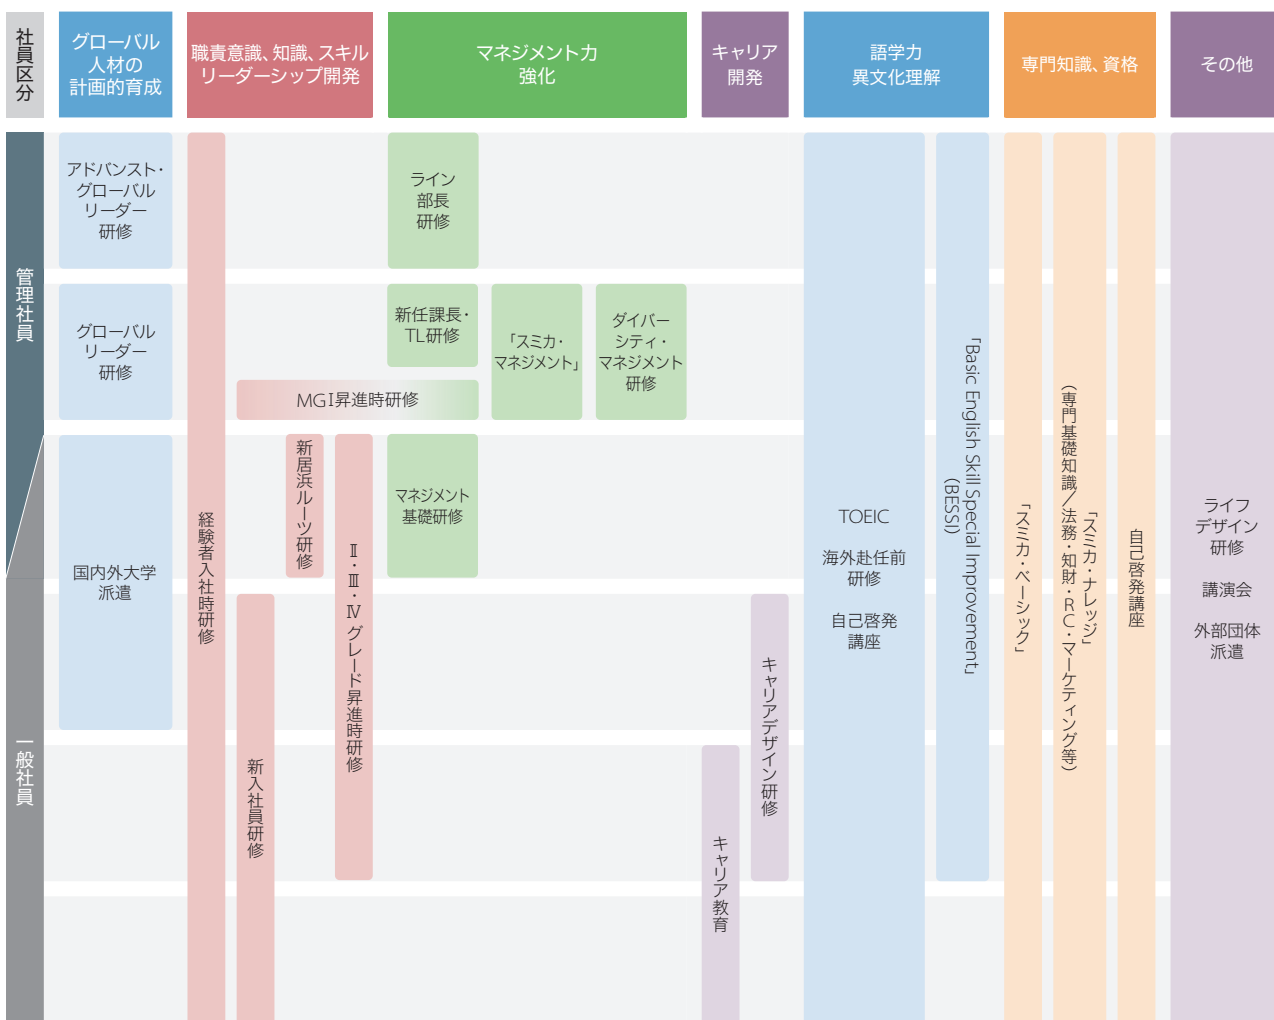 社員区分
グローバル
人材の
計画的育成
職責意識、知識、スキル
リーダーシップ開発
マネジメント力
強化
キャリア
開発
語学力
異文化理解
専門知識、資格
その他
管理社員
一般社員
アドバンスト・
グローバル
リーダー
研修
グローバル
リーダー
研修
国内外大学
派遣
経験者入社時研修
新入社員研修
新居浜ルーツ研修
Ⅱ・Ⅲ・Ⅳ グレード昇進時研修
MGⅠ昇進時研修
ライン
部長
研修
新任課長・
TL研修
マネジメント
基礎研修
「スミカ・
マネジメント」
ダイバー
シティ・
マネジメント
研修
キャリア教育
キャリアデザイン研修
TOEIC
海外赴任前
研修
自己啓発
講座
「Basic English Skill Special Improvement」
(BESSI)
「スミカ・ベーシック」
「スミカ・ナレッジ」
(専門基礎知識/法務・知財・RC・マーケティング等)
自己啓発講座
ライフ
デザイン
研修
講演会
外部団体
派遣